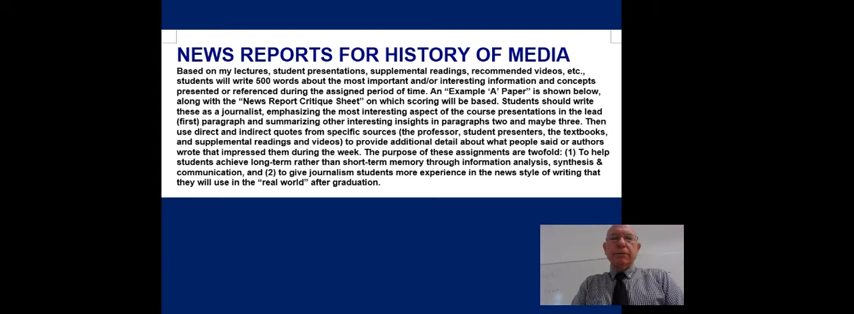 NEWS REPORTS FOR HISTORY OF MEDIA
Based on my lectures, student presentations, supplemental readings, recommended videos, etc.,
students will write 500 words about the most important and/or interesting information and concepts
presented or referenced during the assigned period of time. An “Example ‘A’ Paper” is shown below,
along with the “News Report Critique Sheet” on which scoring will be based. Students should write
these as a journalist, emphasizing the most interesting aspect of the course presentations in the lead
(first) paragraph and summarizing other interesting insights in paragraphs two and maybe three. Then
use direct and indirect quotes from specific sources (the professor, student presenters, the textbooks,
and supplemental readings and videos) to provide additional detail about what people said or authors
wrote that impressed them during the week. The purpose of these assignments are twofold: (1) To help
students achieve long-term rather than short-term memory through information analysis, synthesis &
communication, and (2) to give journalism students more experience in the news style of writing that
they will use in the “real world” after graduation.